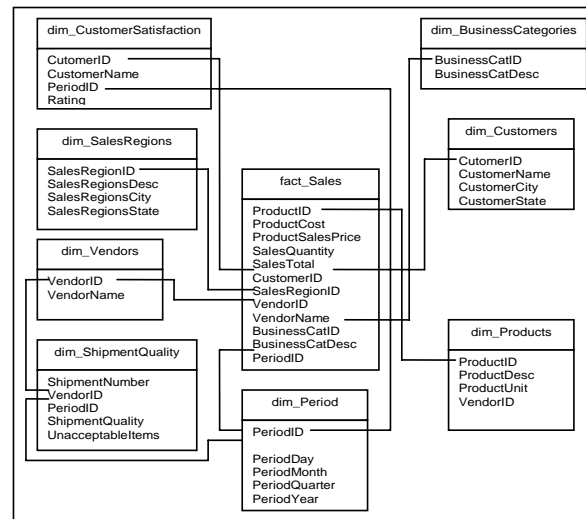 dim_CustomerSatisfaction
CutomerID
CustomerName
PeriodID
Rating
dim_BusinessCategories
BusinessCatID
BusinessCatDesc
dim_SalesRegions
SalesRegionID
SalesRegionsDesc
SalesRegionsCity
SalesRegionsState
dim_Customers
CutomerID
CustomerName
CustomerCity
CustomerState
fact_Sales
ProductID
ProductCost
ProductSalesPrice
SalesQuantity
SalesTotal
CustomerID
SalesRegionID
VendorID
VendorName
BusinessCatID
BusinessCatDesc
PeriodID
dim_Vendors
VendorID
VendorName
dim_ShipmentQuality
ShipmentNumber
VendorID
PeriodID
ShipmentQuality
UnacceptableItems
dim_Products
ProductID
ProductDesc
ProductUnit
VendorID
dim_Period
PeriodID
PeriodDay
PeriodMonth
PeriodQuarter
PeriodYear